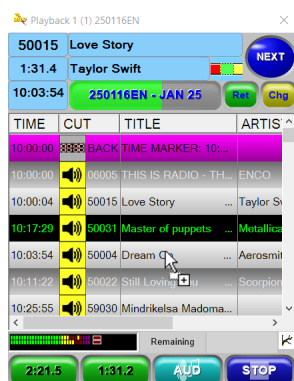 Playback 1 (1) 250116EN
50015 Love Story
NEXT
1:31.4 Taylor Swift
10:03:54 250116EN - JAN 25 Ret Chg
TIME CUT TITLE ARTIS
10:00:00 BACK TIME MARKER: 10:...
10:00:00 06005 THIS IS RADIO - TH... ENCO
10:00:04 50015 Love Story ... Taylor Sv
10:17:29 50031 Master of puppets ... Metallica
10:03:54 50004 Dream ... Aerosmit
10:11:22 50022 Still Loving ... Scorpion
10:25:55 59030 Mindrikelsa Madoma...
Remaining
2:21.5 1:31.2 AUD STOP